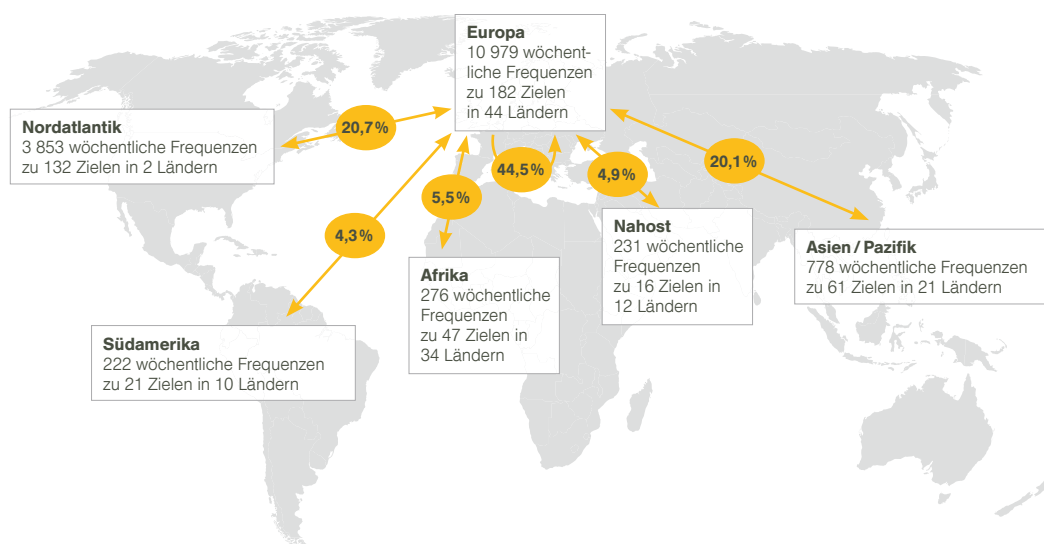 Europa
10 979 wöchent-
liche Frequenzen
zu 182 Zielen
in 44 Ländern
Nordatlantik
3 853 wöchentliche Frequenzen
zu 132 Zielen in 2 Ländern
20,7 %
4,3 %
5,5 %
44,5 %
4,9 %
20,1 %
Nahost
231 wöchentliche
Frequenzen
zu 16 Zielen in
12 Ländern
Asien / Pazifik
778 wöchentliche Frequenzen
zu 61 Zielen in 21 Ländern
Afrika
276 wöchentliche
Frequenzen
zu 47 Zielen in
34 Ländern
Südamerika
222 wöchentliche Frequenzen
zu 21 Zielen in 10 Ländern